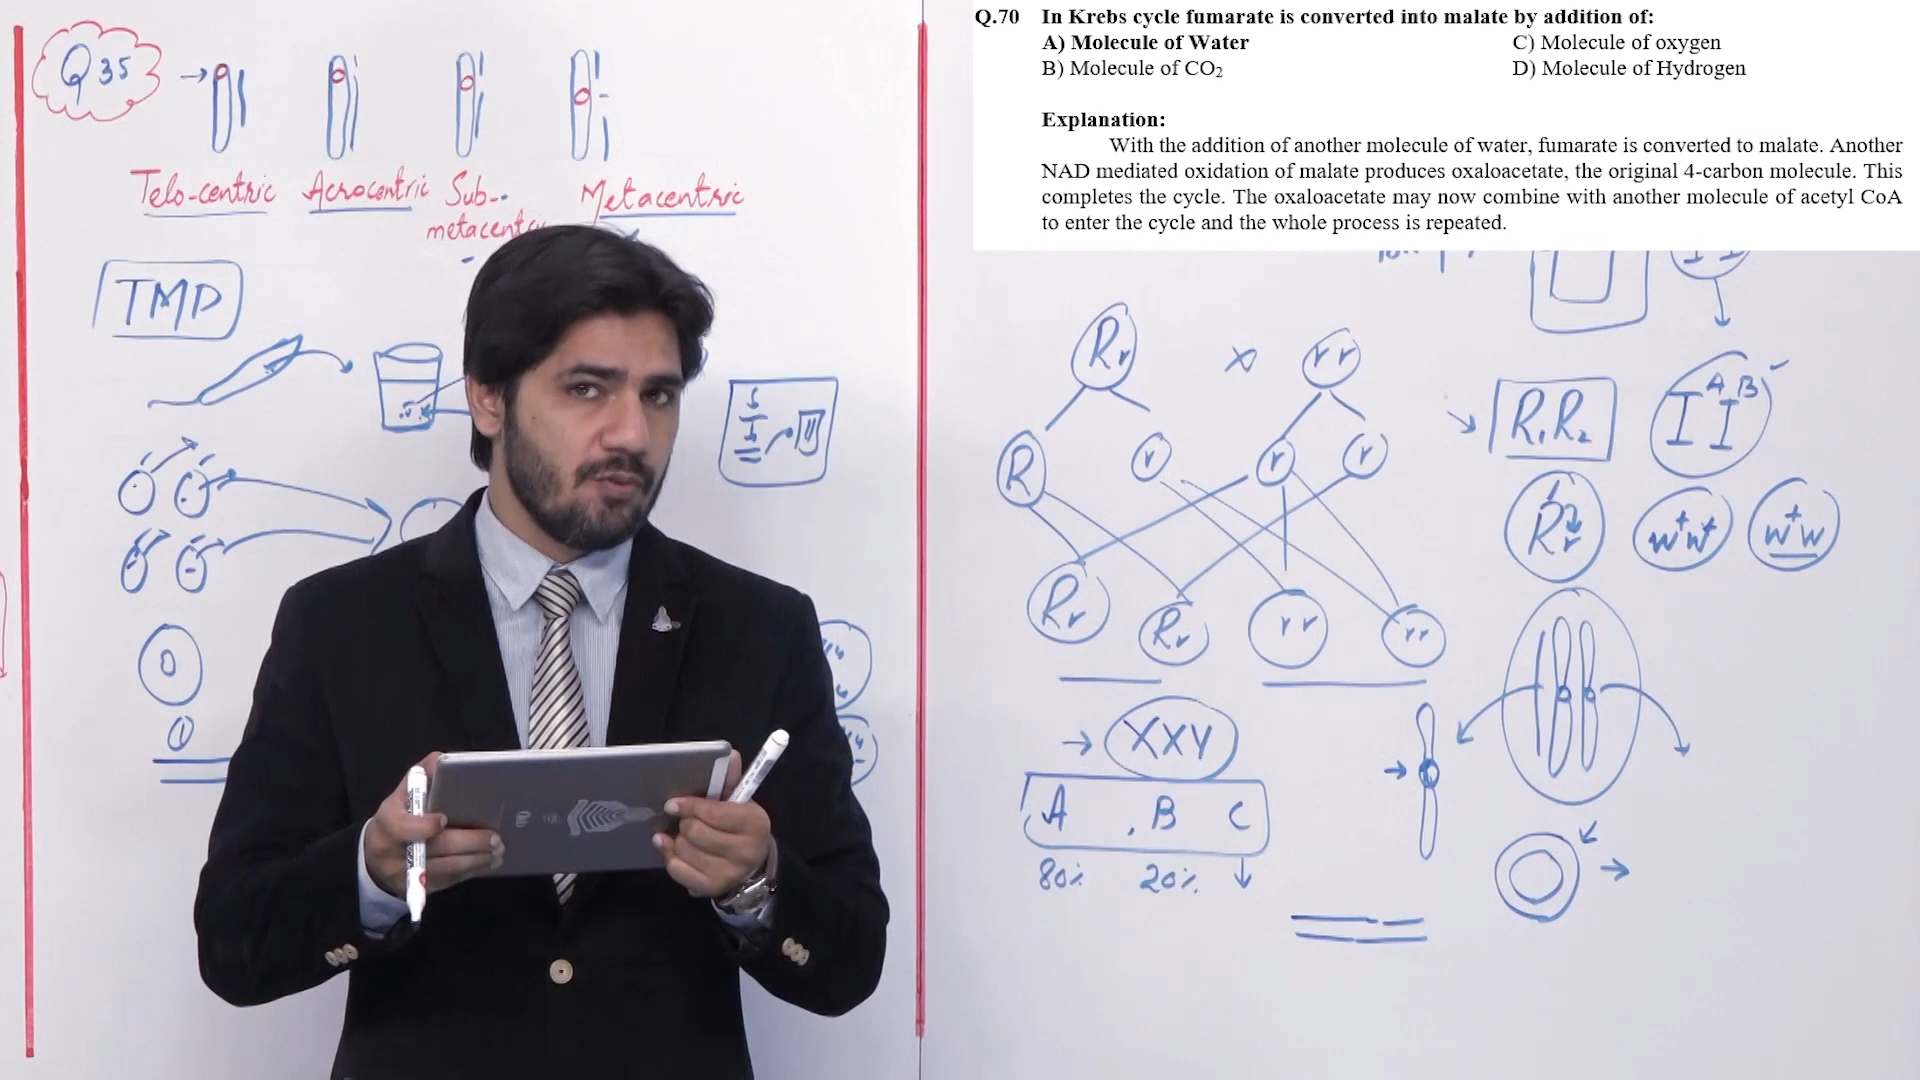 Q.70 In Krebs cycle fumarate is converted into malate by addition of:
A) Molecule of Water
C) Molecule of oxygen
B) Molecule of CO₂
D) Molecule of Hydrogen
Explanation:
With the addition of another molecule of water, fumarate is converted to malate. Another
NAD mediated oxidation of malate produces oxaloacetate, the original 4-carbon molecule. This
completes the cycle. The oxaloacetate may now combine with another molecule of acetyl CoA
to enter the cycle and the whole process is repeated.
Q 35
Telo-centric Acrocentric Sub-
metacentric
Metacentric
TMD
Rr × rr
R r r r
Rr Rr rr rr
XXY
A , B C
80% 20%
R₁R₂
IᴬIᴮ
w⁺w⁺
w⁺w